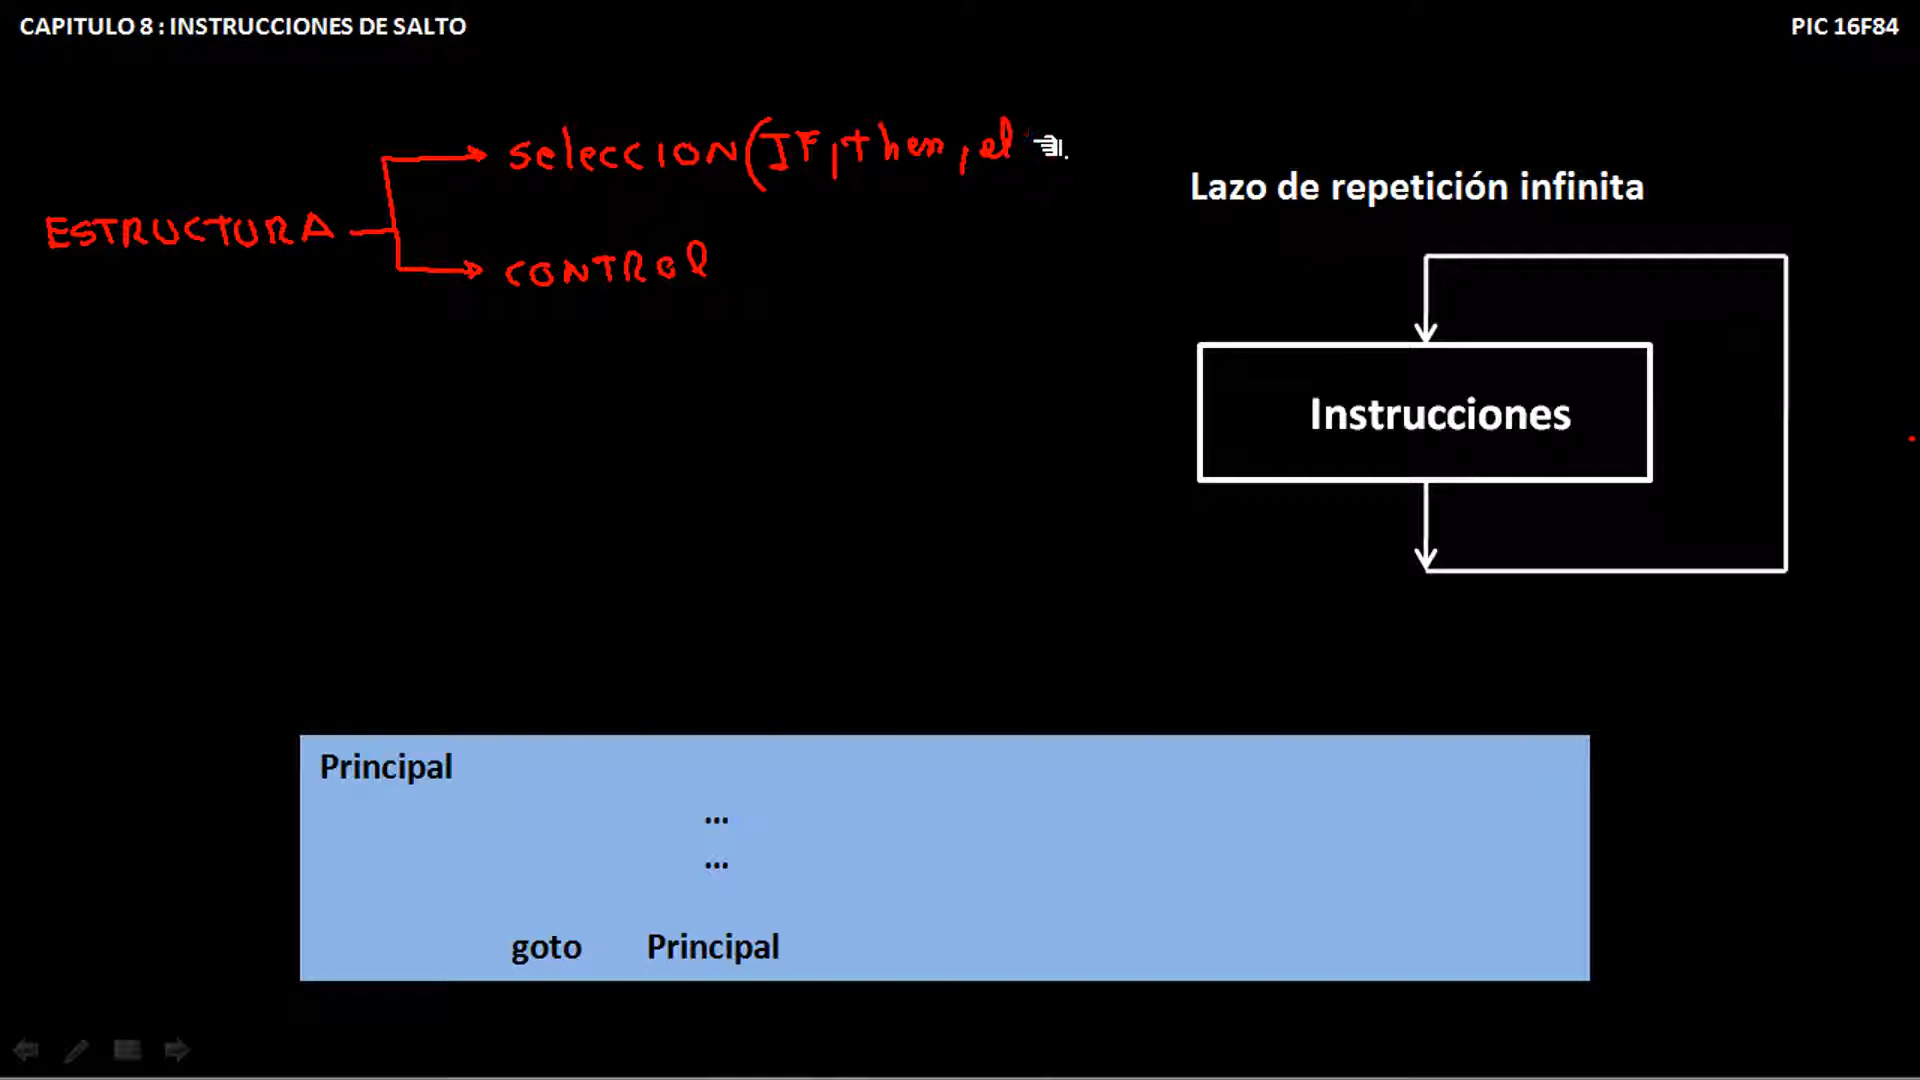 CAPITULO 8 : INSTRUCCIONES DE SALTO
PIC 16F84
SELECCION (IF, then, el
ESTRUCTURA
CONTROL
Lazo de repetición infinita
Instrucciones
Principal
...
...
goto Principal